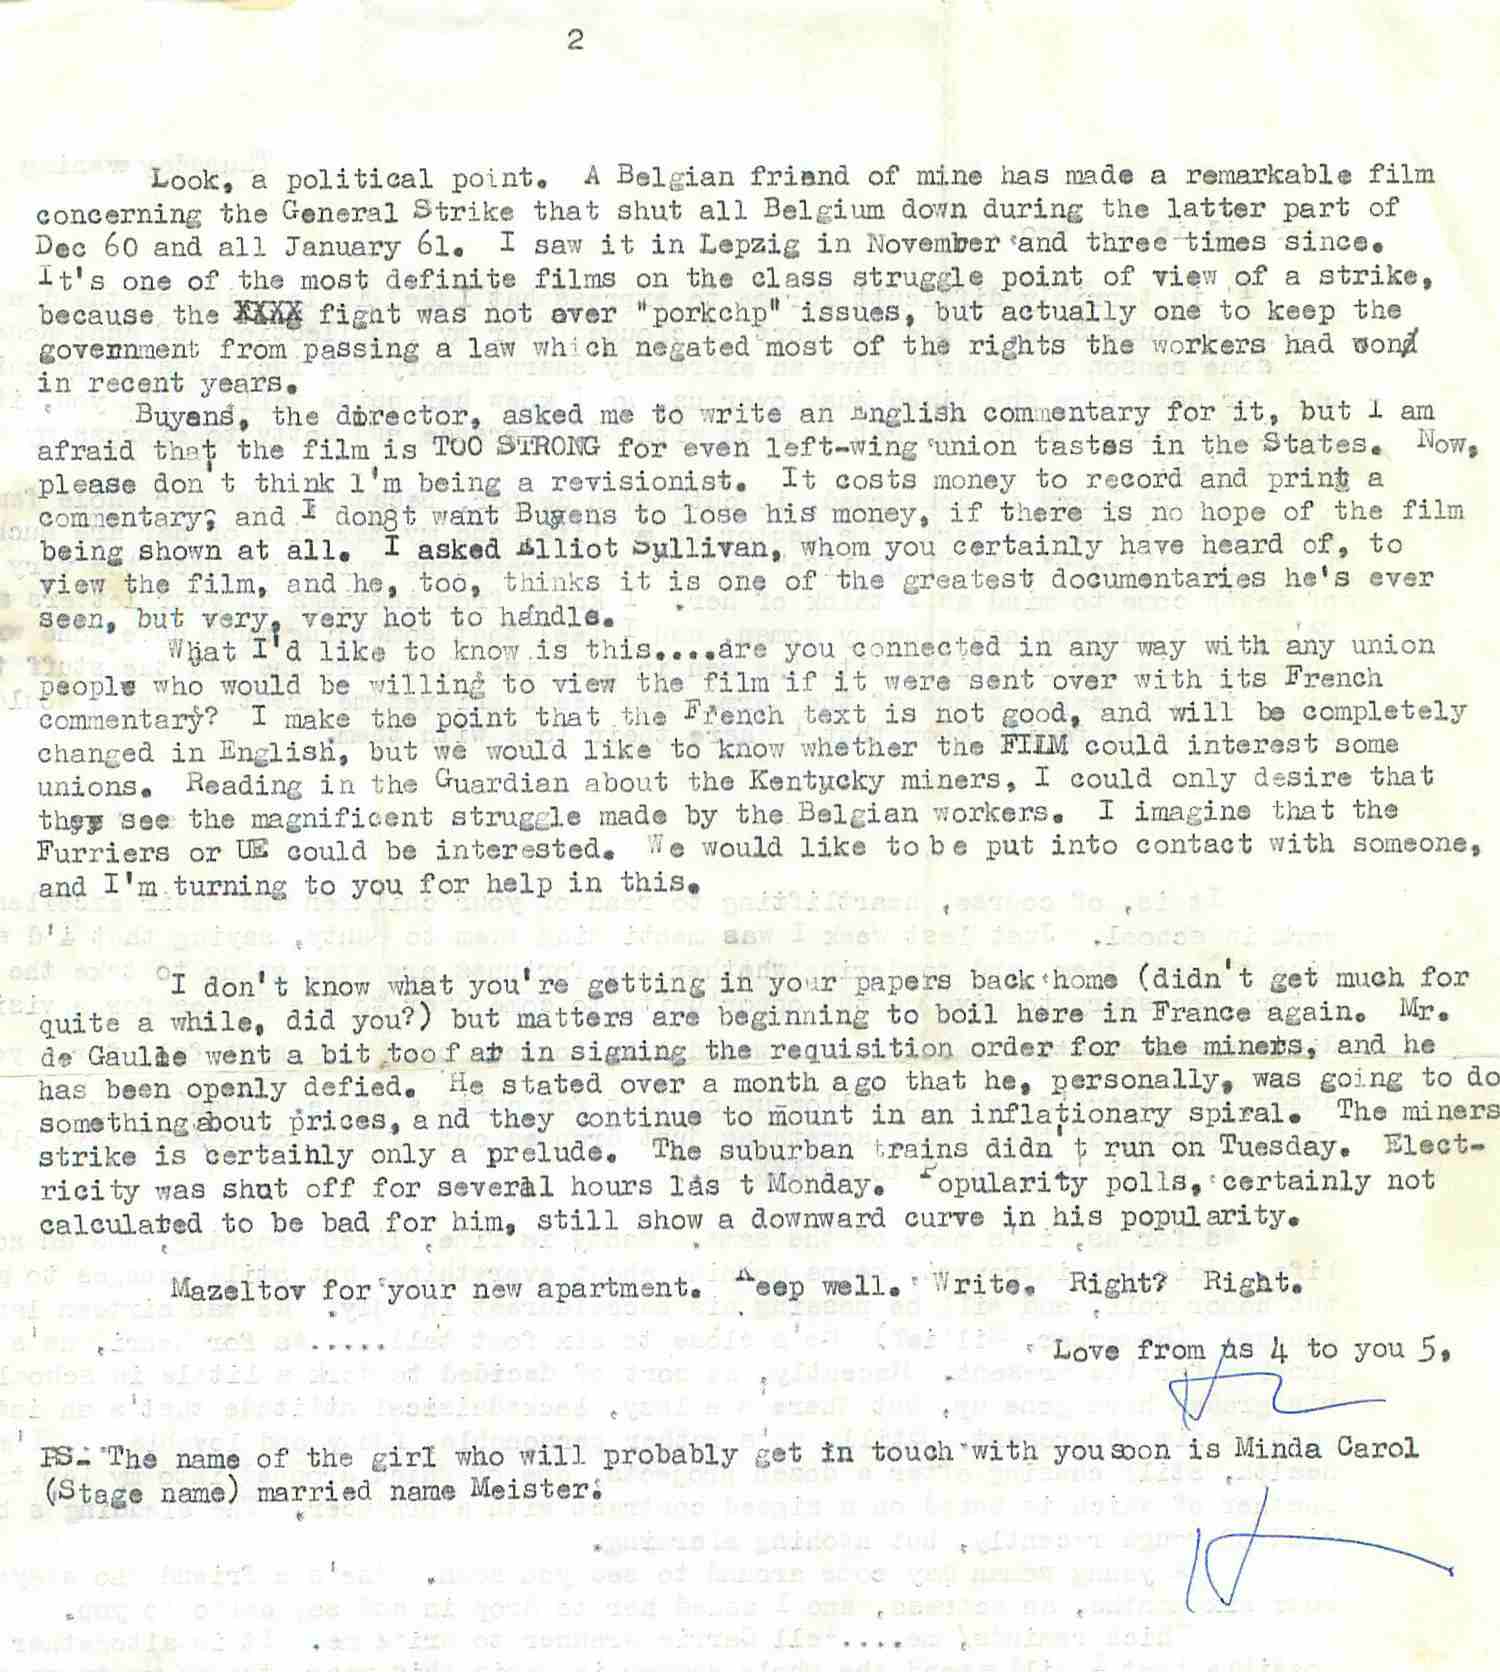 2
Look, a political point. A Belgian friend of mine has made a remarkable film
concerning the General Strike that shut all Belgium down during the latter part of
Dec 60 and all January 61. I saw it in Lepzig in November and three times since.
It's one of the most definite films on the class struggle point of view of a strike,
because the XXXX fight was not over "porkchp" issues, but actually one to keep the
government from passing a law which negated most of the rights the workers had won
in recent years.
Buyens, the director, asked me to write an English commentary for it, but I am
afraid that the film is TOO STRONG for even left-wing union tastes in the States. Now,
please don't think I'm being a revisionist. It costs money to record and print a
commentary, and I don't want Buyens to lose his money, if there is no hope of the film
being shown at all. I asked Elliot Sullivan, whom you certainly have heard of, to
view the film, and he, too, thinks it is one of the greatest documentaries he's ever
seen, but very, very hot to handle.
What I'd like to know is this....are you connected in any way with any union
people who would be willing to view the film if it were sent over with its French
commentary? I make the point that the French text is not good, and will be completely
changed in English, but we would like to know whether the FILM could interest some
unions. Reading in the Guardian about the Kentucky miners, I could only desire that
they see the magnificent struggle made by the Belgian workers. I imagine that the
Furriers or UE could be interested. We would like to be put into contact with someone,
and I'm turning to you for help in this.
I don't know what you're getting in your papers back home (didn't get much for
quite a while, did you?) but matters are beginning to boil here in France again. Mr.
de Gaulle went a bit too far in signing the requisition order for the miners, and he
has been openly defied. He stated over a month ago that he, personally, was going to do
something about prices, and they continue to mount in an inflationary spiral. The miners
strike is certaihly only a prelude. The suburban trains didn't run on Tuesday. Elect-
ricity was shut off for several hours las t Monday. Popularity polls, certainly not
calculated to be bad for him, still show a downward curve in his popularity.
Mazeltov for your new apartment. Keep well. Write. Right? Right.
Love from us 4 to you 5,
PS- The name of the girl who will probably get in touch with you soon is Minda Carol
(Stage name) married name Meister.